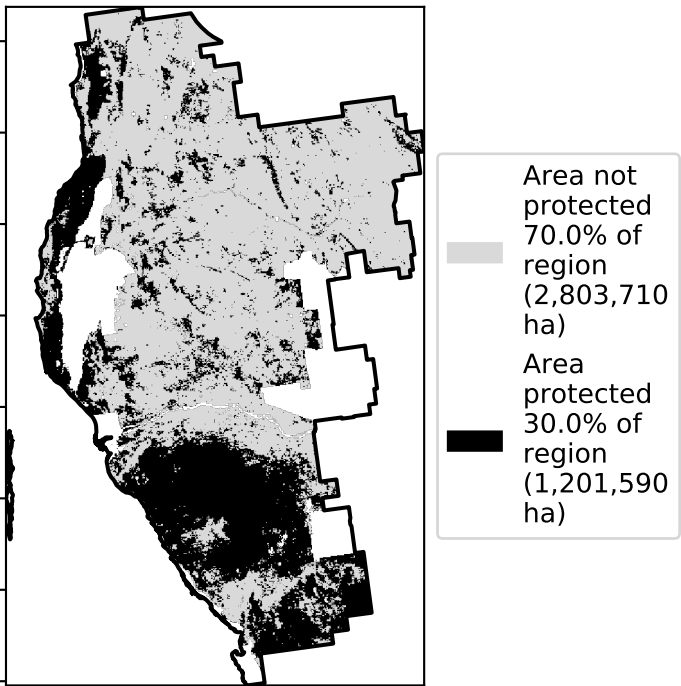 Area not
protected
70.0% of
region
(2,803,710
ha)
Area
protected
30.0% of
region
(1,201,590
ha)